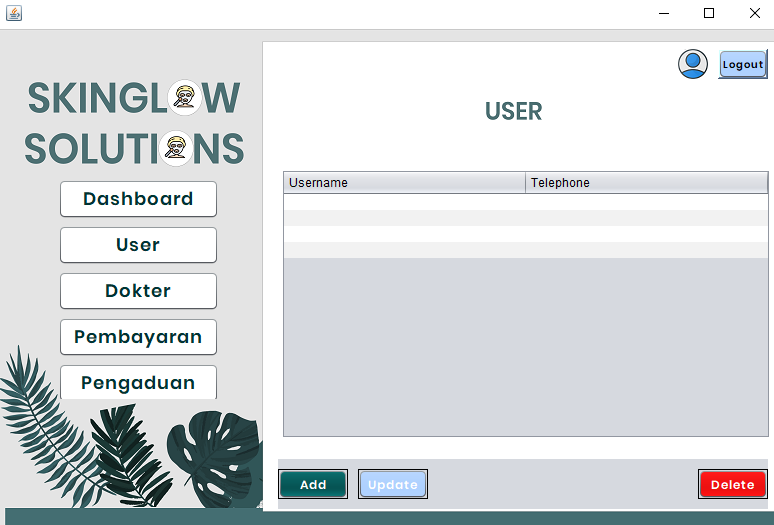 SKINGLOW
SOLUTIONS
Dashboard
User
Dokter
Pembayaran
Pengaduan
Logout
USER
Username Telephone
Add Update Delete